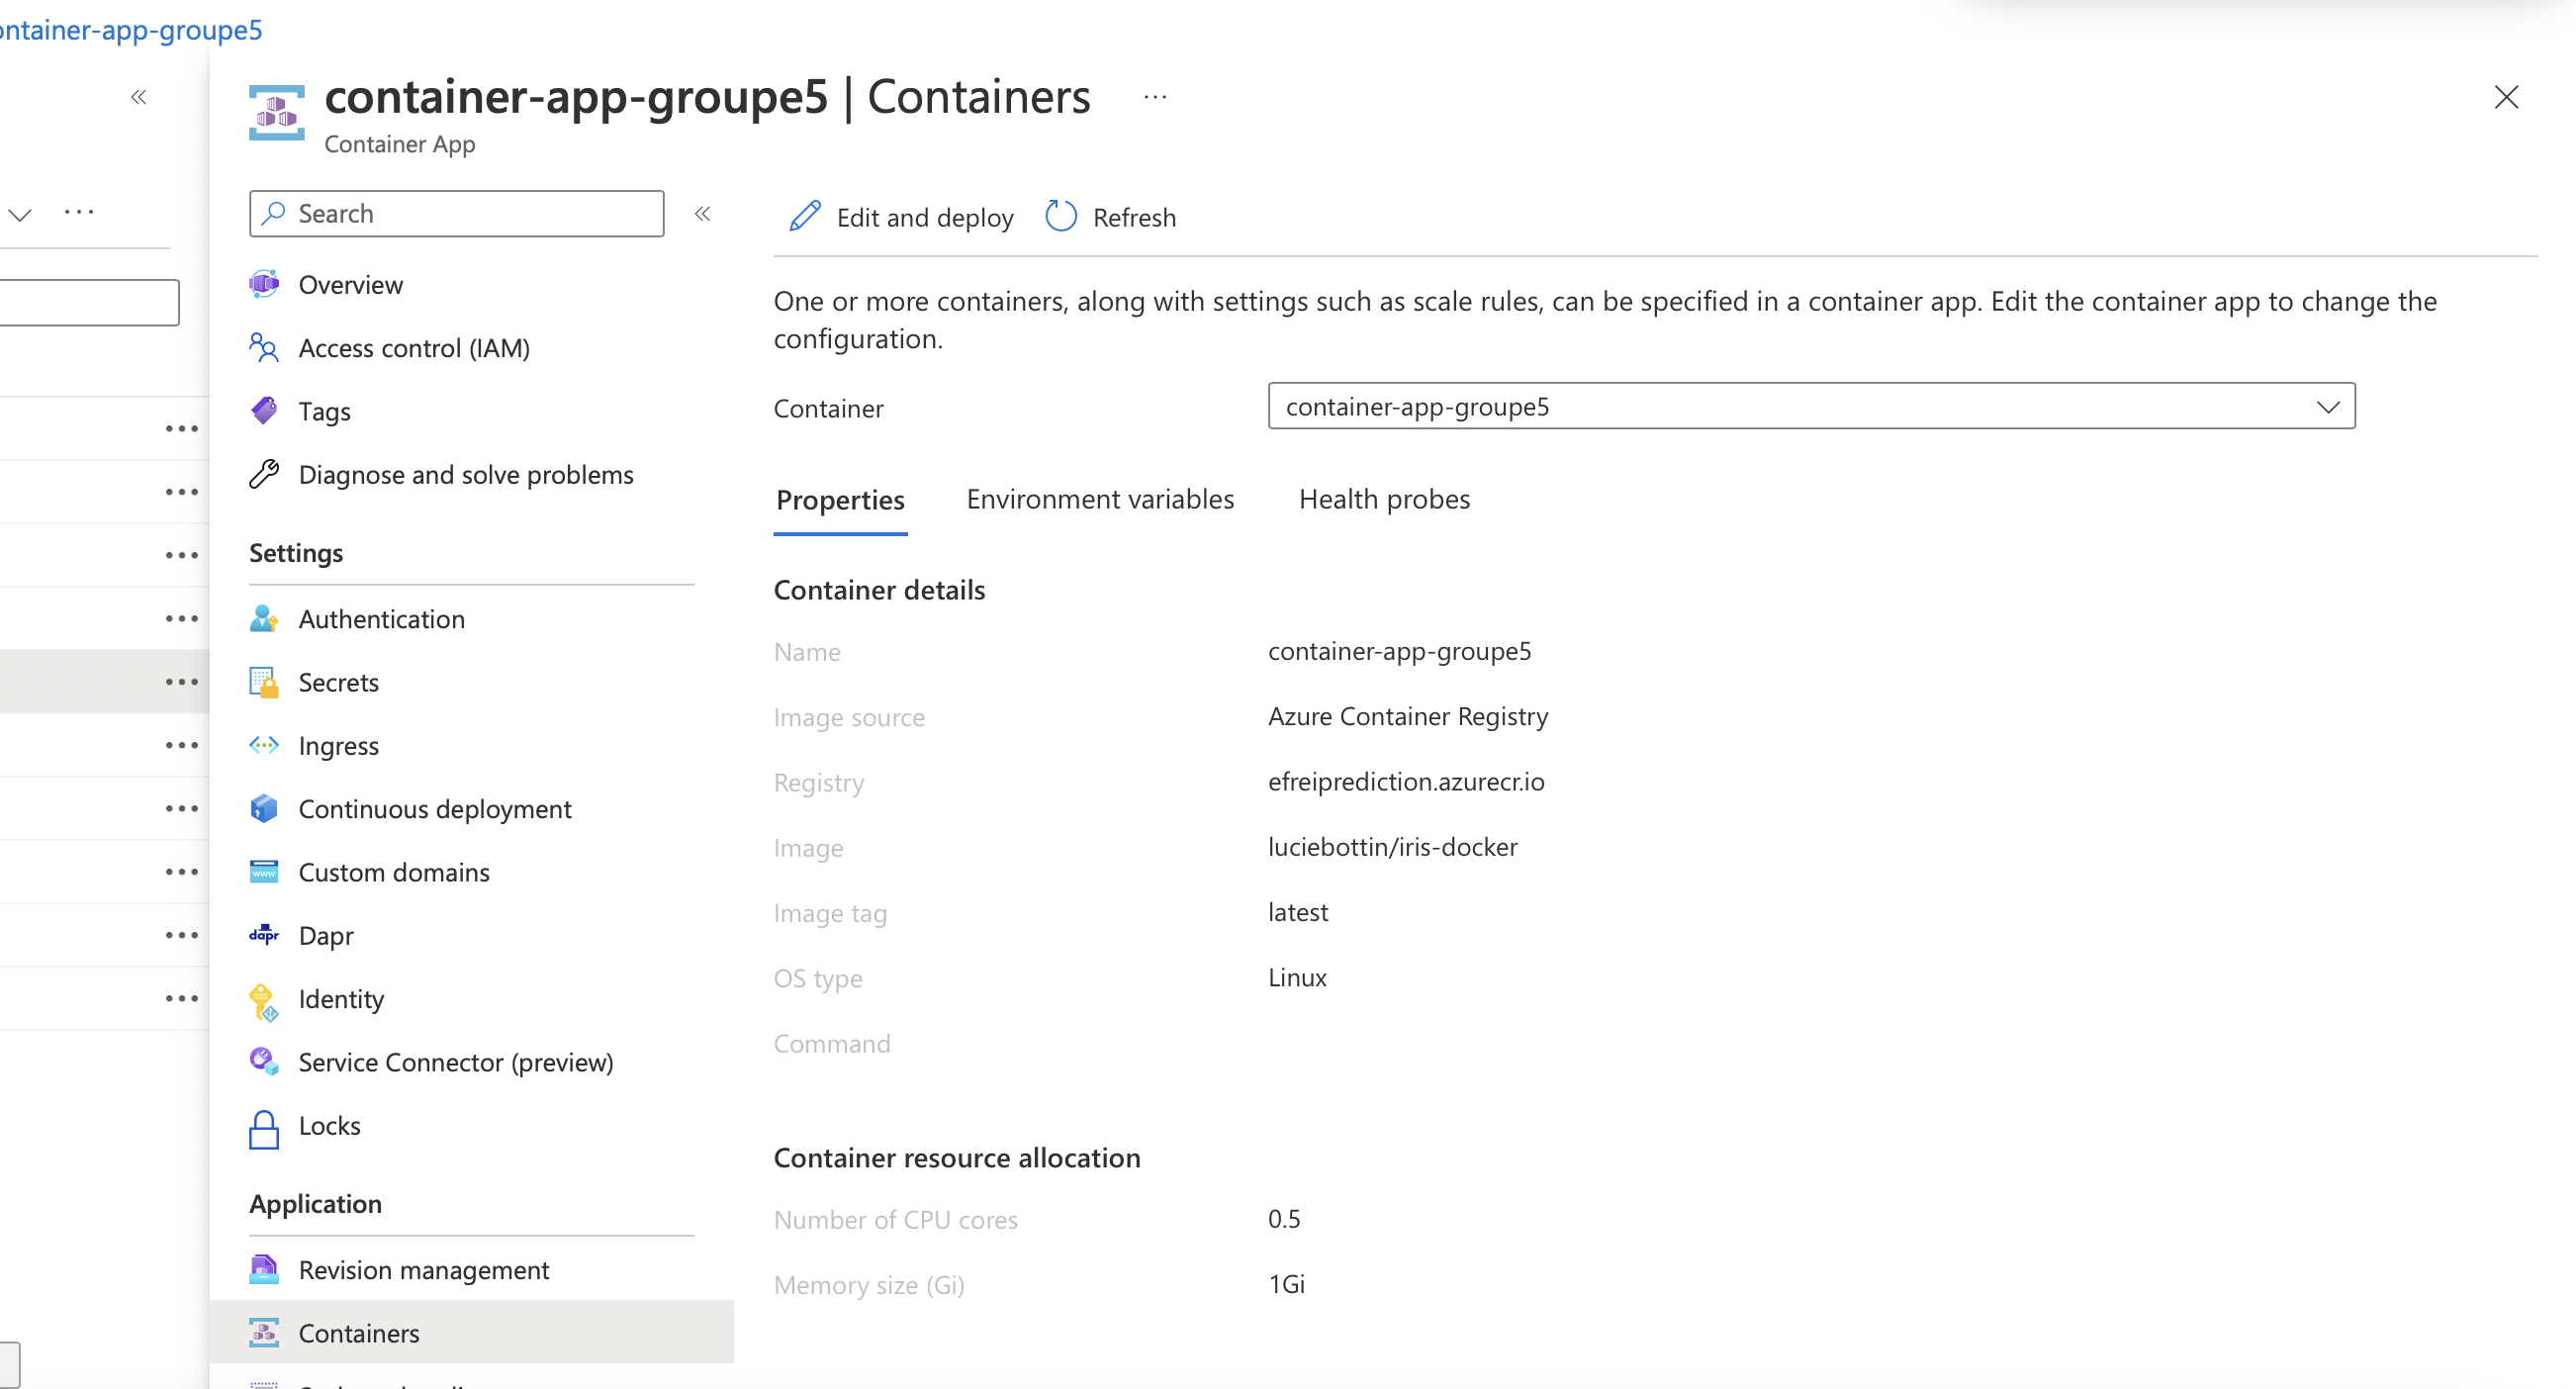 ontainer-app-groupe5
container-app-groupe5 | Containers
Container App
Search
Overview
Access control (IAM)
Tags
Diagnose and solve problems
Settings
Authentication
Secrets
Ingress
Continuous deployment
Custom domains
dapr
Dapr
Identity
Service Connector (preview)
Locks
Application
Revision management
Containers
Edit and deploy
Refresh
One or more containers, along with settings such as scale rules, can be specified in a container app. Edit the container app to change the
configuration.
Container
container-app-groupe5
Properties
Environment variables
Health probes
Container details
Name
container-app-groupe5
Image source
Azure Container Registry
Registry
efreiprediction.azurecr.io
Image
luciebottin/iris-docker
Image tag
latest
OS type
Linux
Command
Container resource allocation
Number of CPU cores
0.5
Memory size (Gi)
1Gi